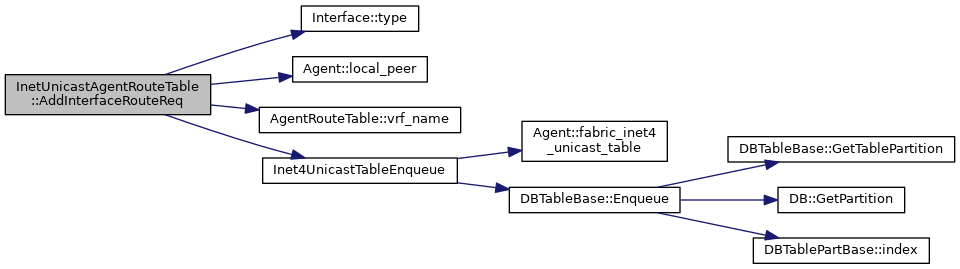 Interface::type
Agent::local_peer
InetUnicastAgentRouteTable
::AddInterfaceRouteReq
AgentRouteTable::vrf_name
Inet4UnicastTableEnqueue
Agent::fabric_inet4
_unicast_table
DBTableBase::Enqueue
DBTableBase::GetTablePartition
DB::GetPartition
DBTablePartBase::index